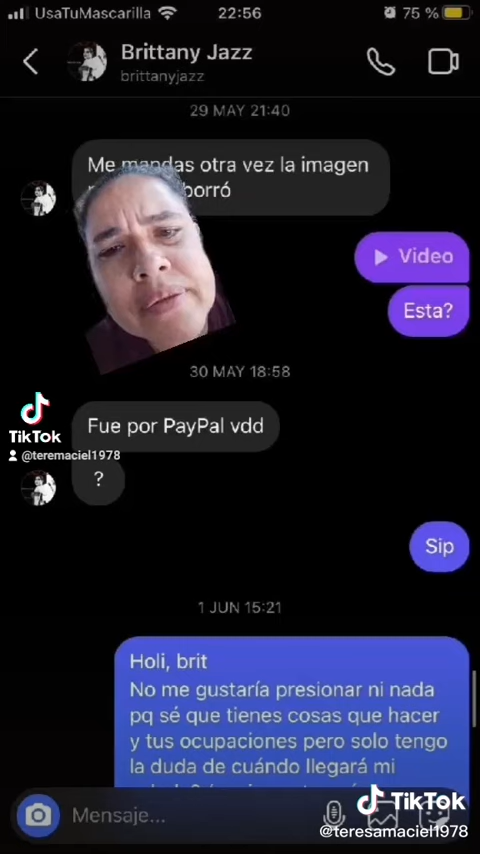 UsaTuMascarilla 22:56 75 %
Brittany Jazz
brittanyjazz
29 MAY 21:40
Me mandas otra vez la imagen
borró
Video
Esta?
30 MAY 18:58
Fue por PayPal vdd
TikTok
@teremaciel1978
?
Sip
1 JUN 15:21
Holi, brit
No me gustaría presionar ni nada
pq sé que tienes cosas que hacer
y tus ocupaciones pero solo tengo
la duda de cuándo llegará mi
Mensaje...
TikTok
@teresamaciel1978